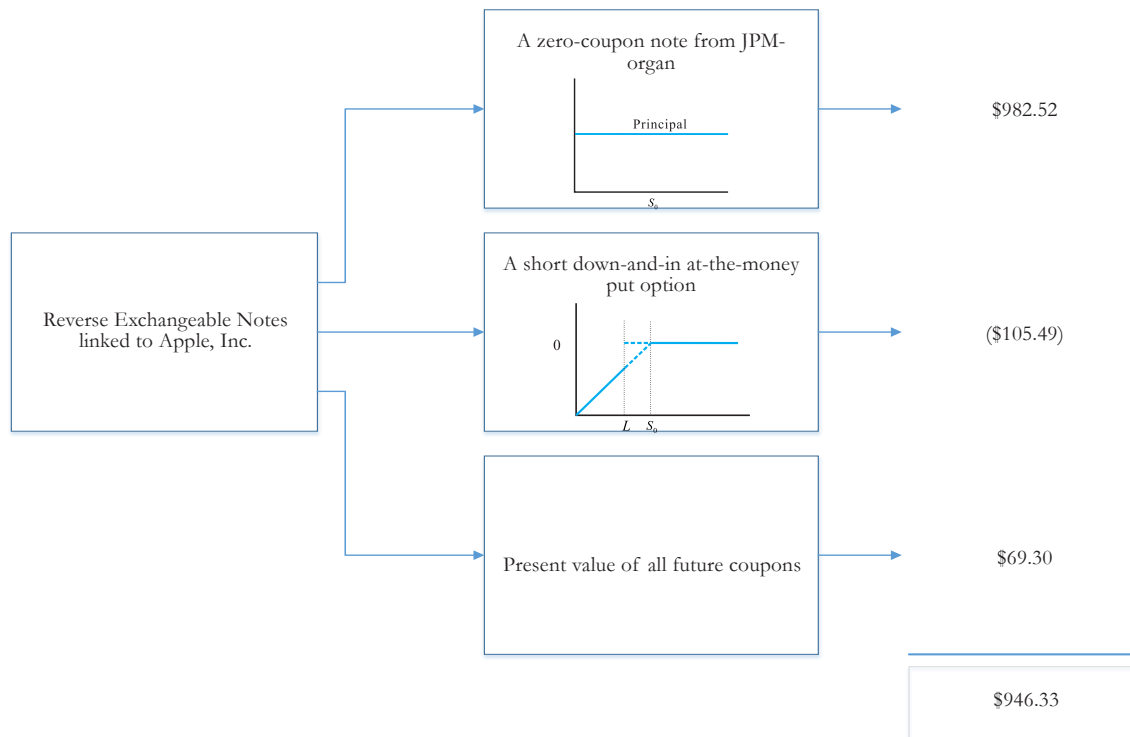 A zero-coupon note from JPM-
organ
Principal
S₀
$982.52
Reverse Exchangeable Notes
linked to Apple, Inc.
A short down-and-in at-the-money
put option
0
L S₀
($105.49)
Present value of all future coupons
$69.30
$946.33